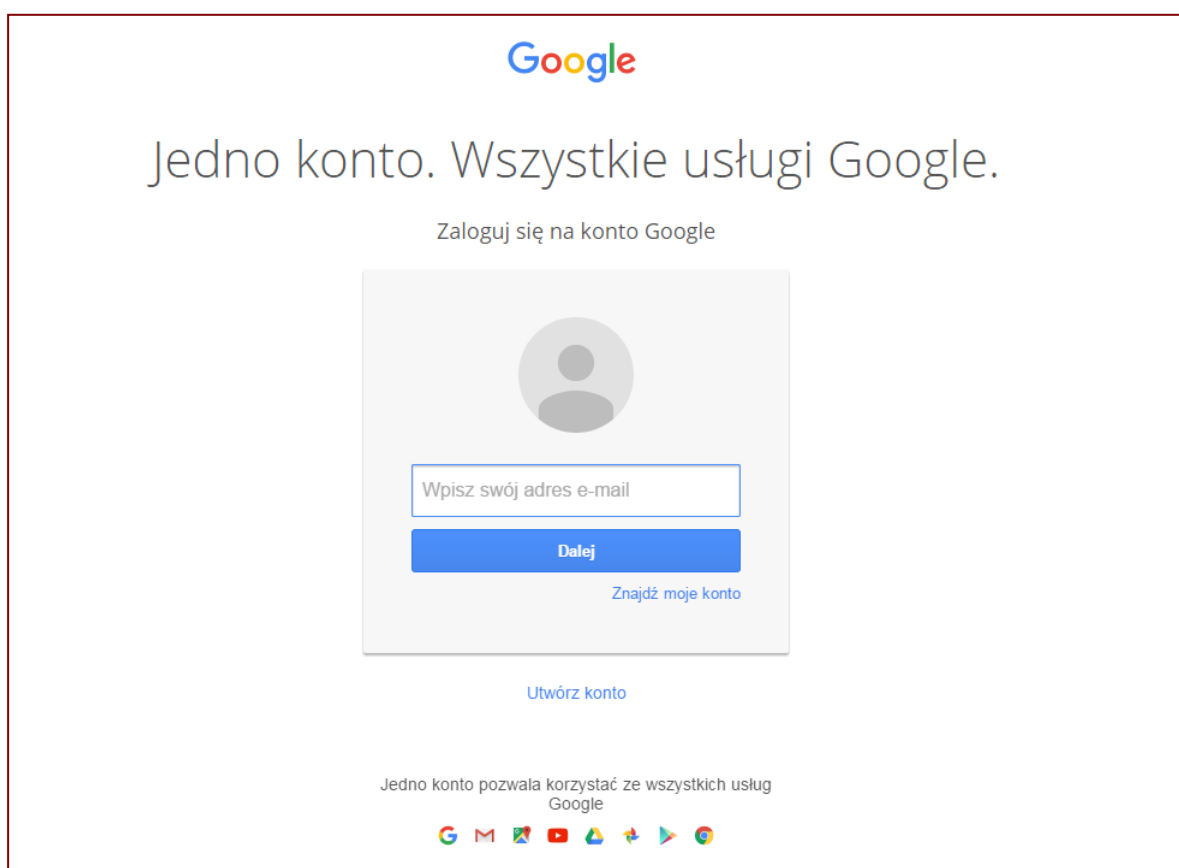 Google
Jedno konto. Wszystkie usługi Google.
Zaloguj się na konto Google
Wpisz swój adres e-mail
Dalej
Znajdź moje konto
Utwórz konto
Jedno konto pozwala korzystać ze wszystkich usług
Google